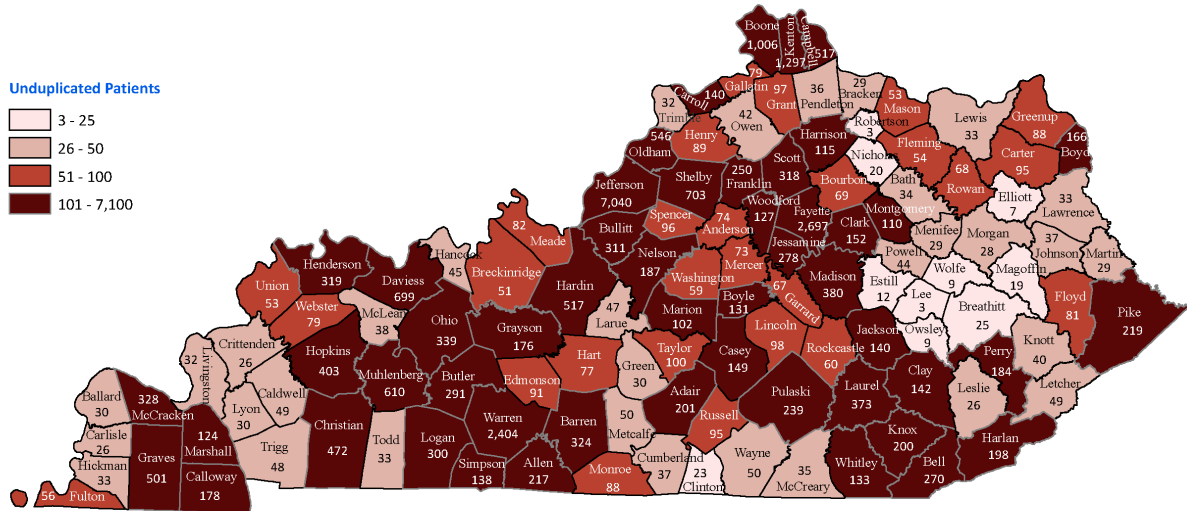 Unduplicated Patients
3 - 25
26 - 50
51 - 100
101 - 7,100
Boone
1,006
Kenton
1,297
Campbell
517
79
Gallatin
97
Grant
36
Pendleton
29
Bracken
53
Mason
Robertson
3
Lewis
33
Greenup
88
166
Boyd
Carroll
140
32
Trimble
42
Owen
546
Oldham
Henry
89
Harrison
115
Nicholas
20
Fleming
54
68
Rowan
Carter
95
Elliott
7
33
Lawrence
Jefferson
7,040
Shelby
703
250
Franklin
Scott
318
Bourbon
69
Bath
34
Montgomery
110
Menifee
29
Morgan
28
37
Johnson
Martin
29
Bullitt
311
Spencer
96
74
Anderson
Woodford
127
Fayette
2,697
Clark
152
Powell
44
Wolfe
9
Magoffin
19
Floyd
81
Pike
219
82
Meade
Hancock
45
Breckinridge
51
Hardin
517
Nelson
187
Washington
59
73
Mercer
Jessamine
278
Madison
380
Estill
12
Lee
3
Breathitt
25
Knott
40
Henderson
319
Daviess
699
Union
53
Webster
79
McLean
38
Ohio
339
Grayson
176
47
Larue
Marion
102
Boyle
131
67
Garrard
Lincoln
98
Rockcastle
60
Jackson
140
Owsley
9
Perry
184
Letcher
49
Crittenden
26
32
Livingston
Hopkins
403
Muhlenberg
610
Butler
291
Edmonson
91
Hart
77
Green
30
Taylor
100
Casey
149
Pulaski
239
Laurel
373
Clay
142
Leslie
26
Harlan
198
Ballard
30
328
McCracken
Lyon
30
Caldwell
49
Christian
472
Todd
33
Logan
300
Warren
2,404
Barren
324
50
Metcalfe
Adair
201
Russell
95
Knox
200
Bell
270
Whitley
133
Carlisle
26
Graves
501
124
Marshall
Trigg
48
Simpson
138
Allen
217
Monroe
88
Cumberland
37
23
Clinton
Wayne
50
35
McCreary
Hickman
33
56
Fulton
Calloway
178